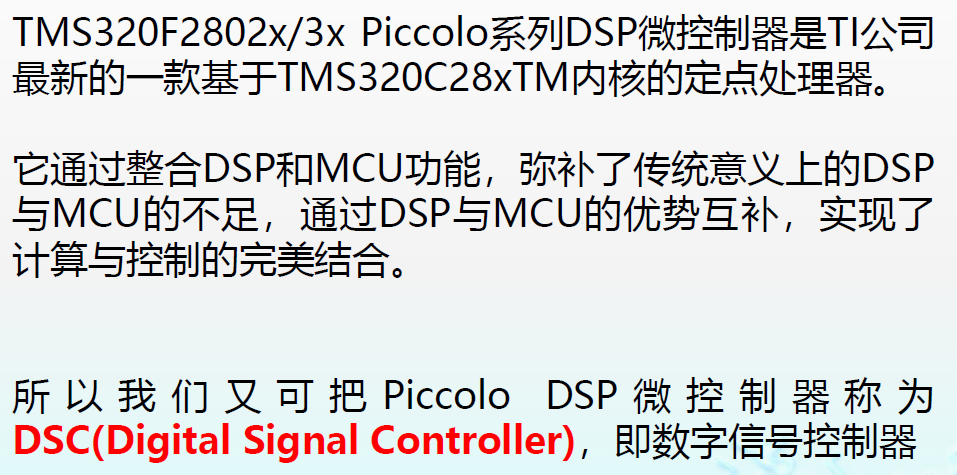 TMS320F2802x/3x Piccolo系列DSP微控制器是TI公司
最新的一款基于TMS320C28xTM内核的定点处理器。
它通过整合DSP和MCU功能，弥补了传统意义上的DSP
与MCU的不足，通过DSP与MCU的优势互补，实现了
计算与控制的完美结合。
所以我们又可把Piccolo DSP微控制器称为
DSC(Digital Signal Controller)，即数字信号控制器